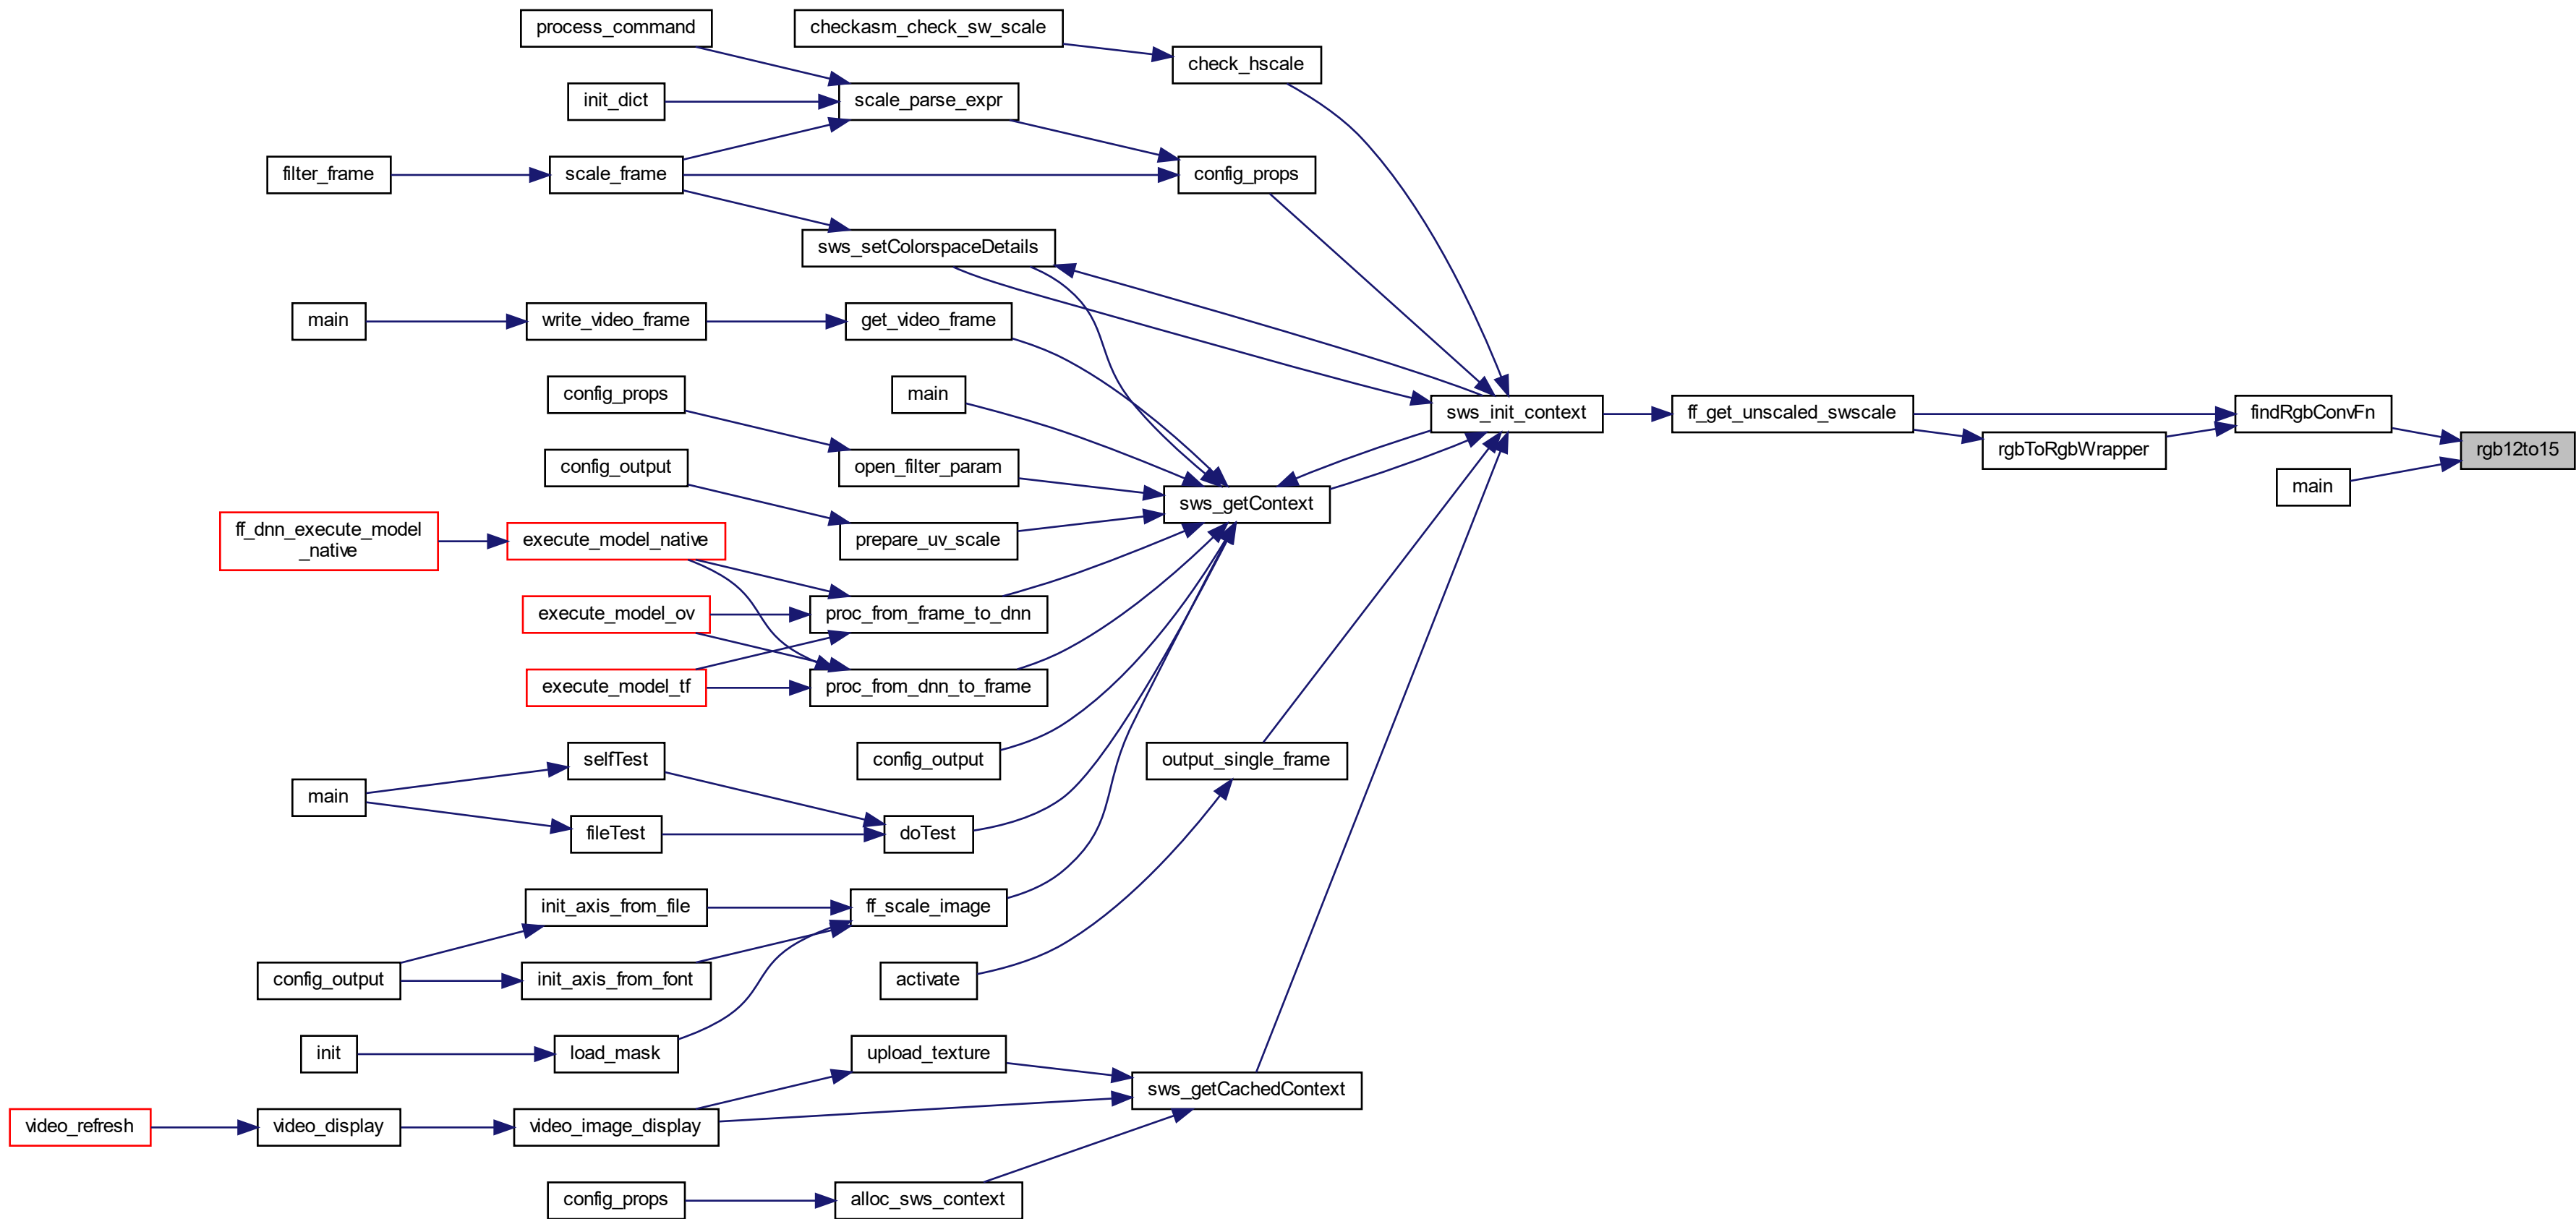 process_command
checkasm_check_sw_scale
check_hscale
init_dict
scale_parse_expr
filter_frame
scale_frame
config_props
sws_setColorspaceDetails
main
write_video_frame
get_video_frame
config_props
main
sws_init_context
ff_get_unscaled_swscale
findRgbConvFn
rgbToRgbWrapper
rgb12to15
main
config_output
open_filter_param
sws_getContext
ff_dnn_execute_model
_native
execute_model_native
prepare_uv_scale
execute_model_ov
proc_from_frame_to_dnn
execute_model_tf
proc_from_dnn_to_frame
selfTest
config_output
output_single_frame
main
fileTest
doTest
init_axis_from_file
ff_scale_image
config_output
init_axis_from_font
activate
init
load_mask
upload_texture
sws_getCachedContext
video_refresh
video_display
video_image_display
config_props
alloc_sws_context